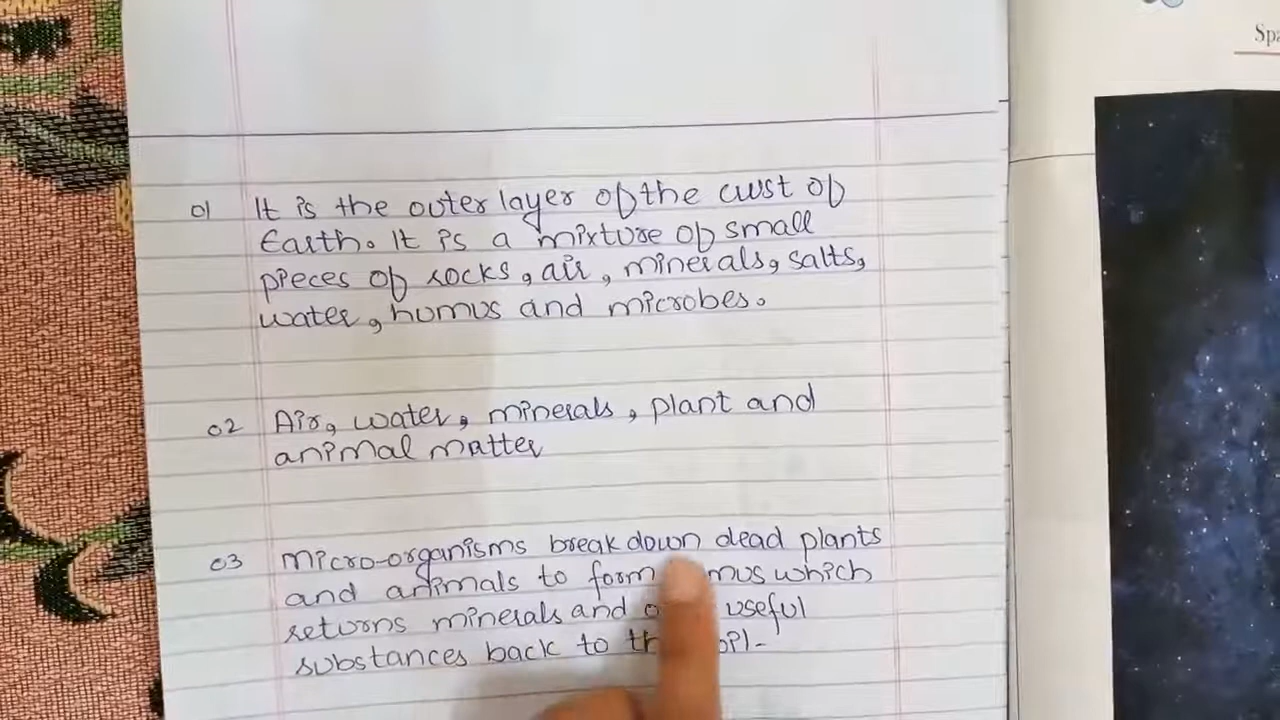 01 It is the outer layer of the crust of
Earth. It is a mixture of small
pieces of rocks, air, minerals, salts,
water, humus and microbes.
02 Air, water, minerals, plant and
animal matter
03 Micro-organisms break down dead plants
and animals to form which
returns minerals and useful
substances back to